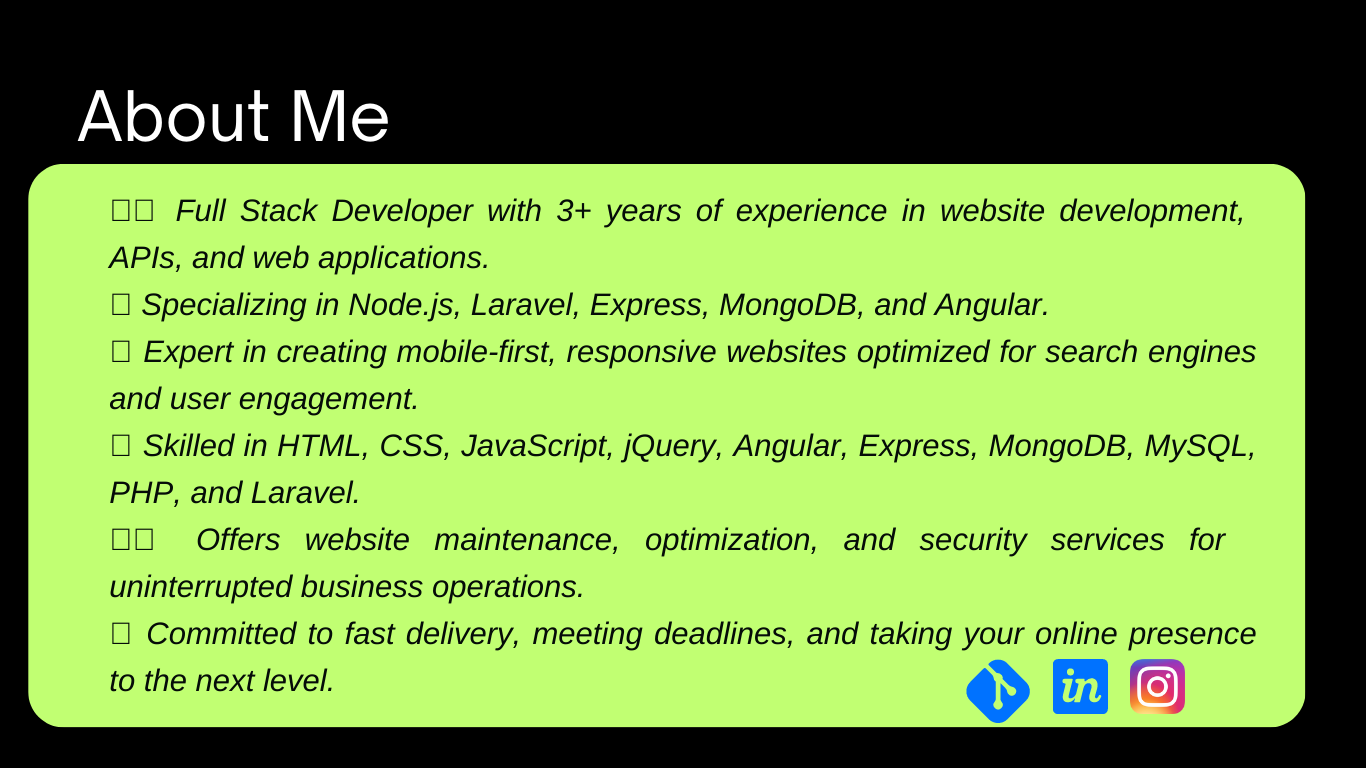 About Me
Full Stack Developer with 3+ years of experience in website development,
APIs, and web applications.
Specializing in Node.js, Laravel, Express, MongoDB, and Angular.
Expert in creating mobile-first, responsive websites optimized for search engines
and user engagement.
Skilled in HTML, CSS, JavaScript, jQuery, Angular, Express, MongoDB, MySQL,
PHP, and Laravel.
Offers website maintenance, optimization, and security services for
uninterrupted business operations.
Committed to fast delivery, meeting deadlines, and taking your online presence
to the next level.
in